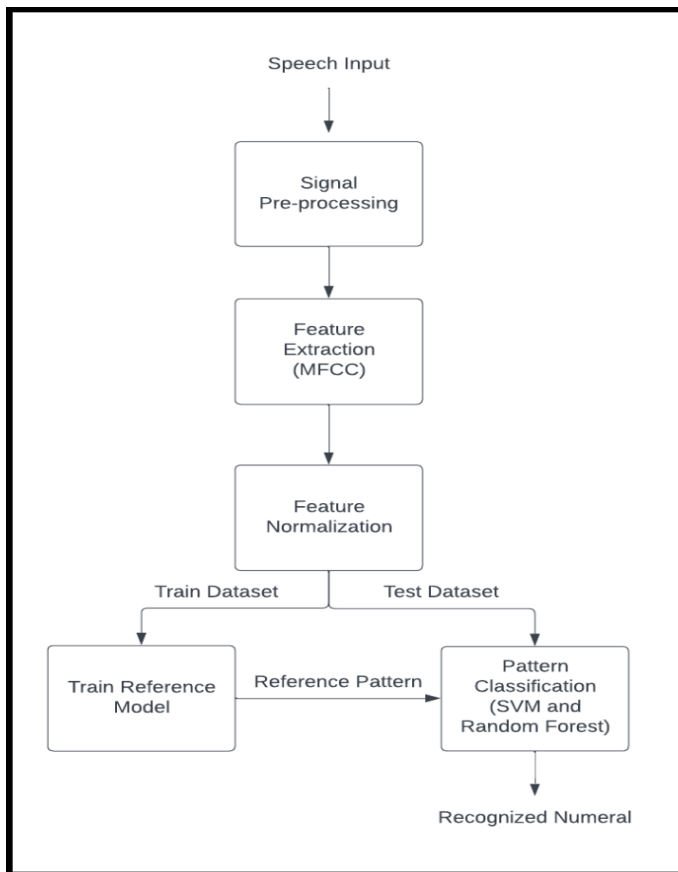 Speech Input
Signal
Pre-processing
Feature
Extraction
(MFCC)
Feature
Normalization
Train Dataset
Test Dataset
Train Reference
Model
Reference Pattern
Pattern
Classification
(SVM and
Random Forest)
Recognized Numeral